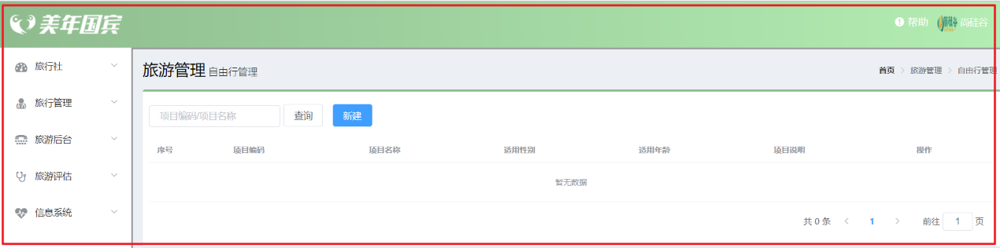 美年国宾
帮助 尚硅谷 尚硅谷
旅行社
旅行管理
旅游后台
旅游评估
信息系统
旅游管理 自由行管理
首页 > 旅游管理 > 自由行管理
项目编码/项目名称 查询 新建
序号 项目编码 项目名称 适用性别 适用年龄 项目说明 操作
暂无数据
共 0 条 < 1 > 前往 1 页